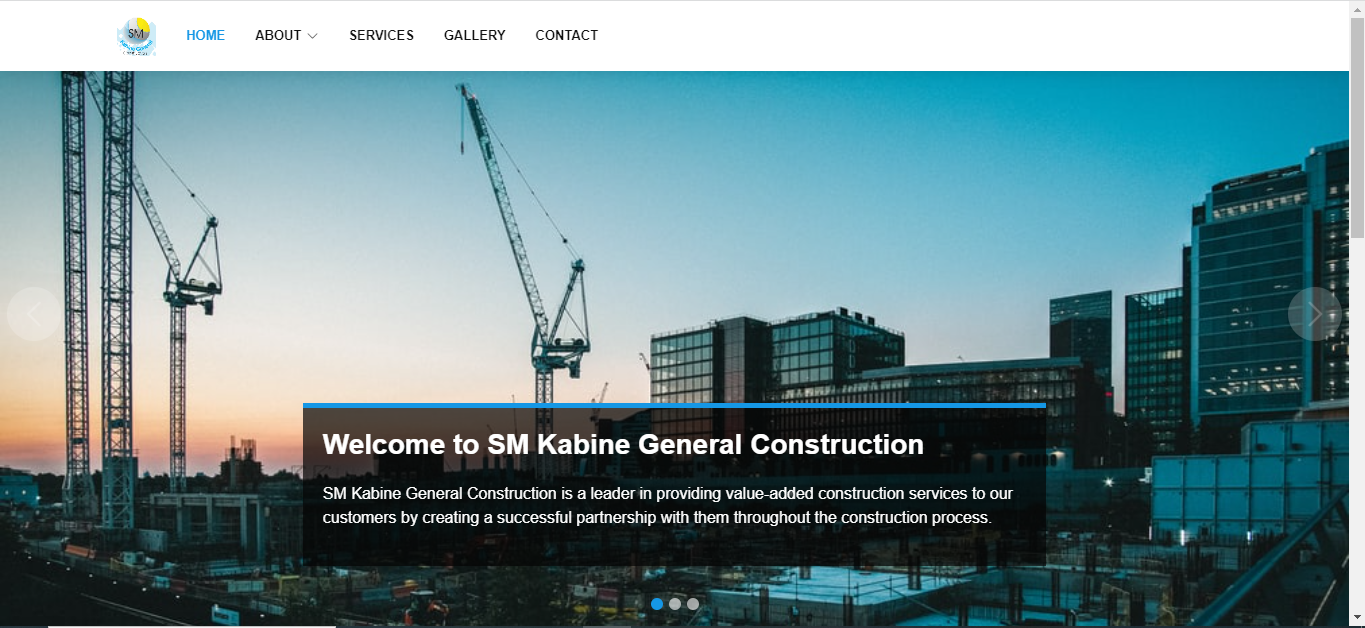 SM
HOME
ABOUT
SERVICES
GALLERY
CONTACT
Welcome to SM Kabine General Construction
SM Kabine General Construction is a leader in providing value-added construction services to our
customers by creating a successful partnership with them throughout the construction process.